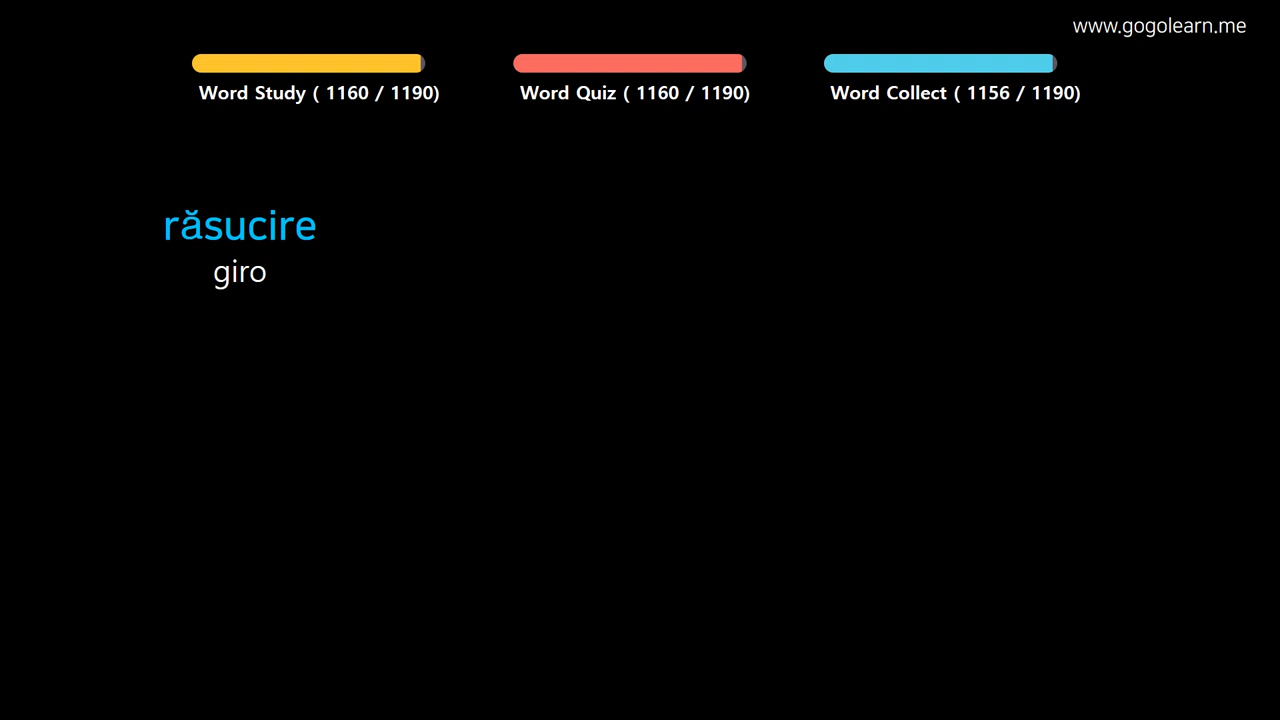 www.gogolearn.me
Word Study ( 1160 / 1190)
Word Quiz ( 1160 / 1190)
Word Collect ( 1156 / 1190)
răsucire
giro